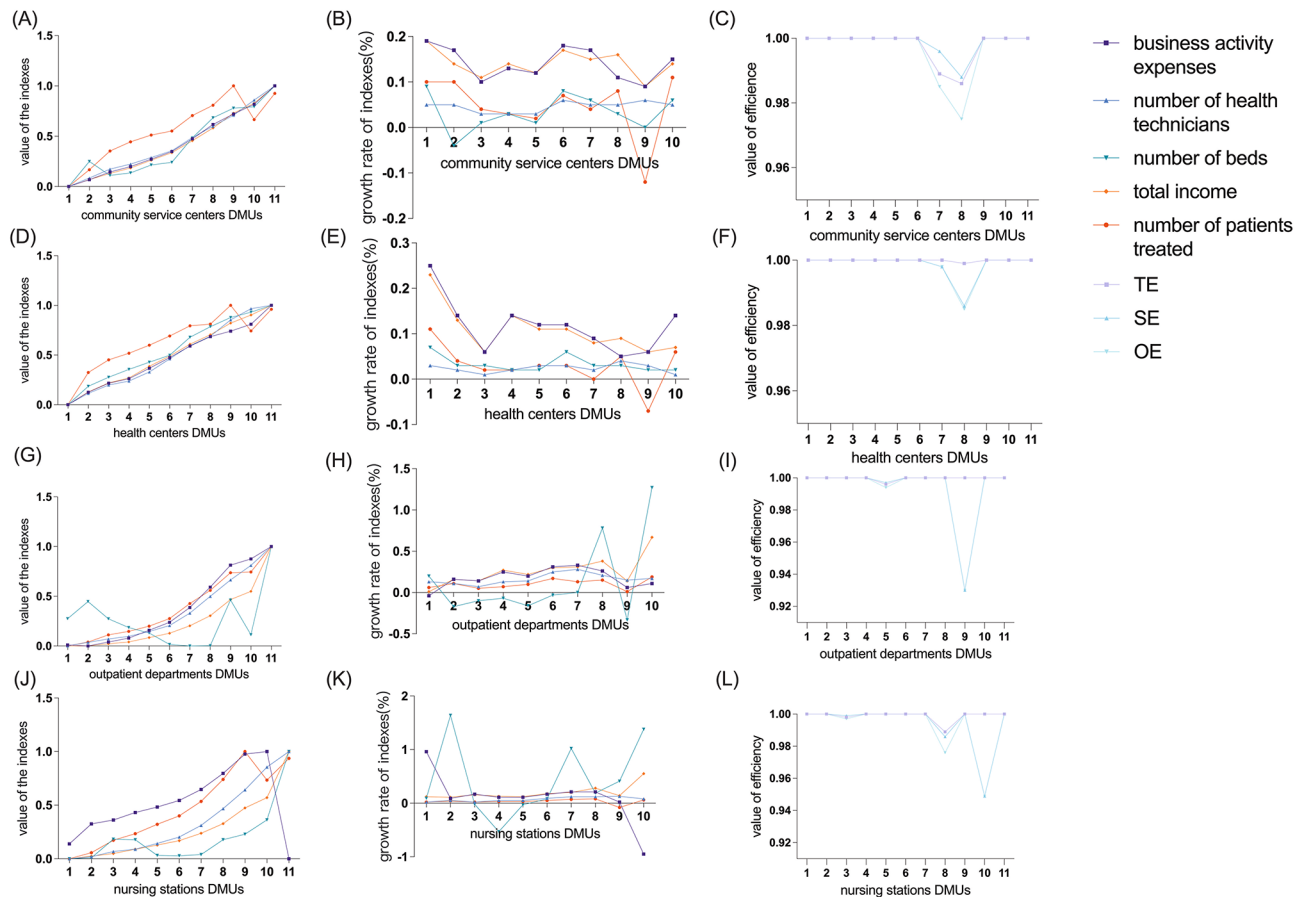 (A)
1.5
1.0
0.5
0.0
value of the indexes
1 2 3 4 5 6 7 8 9 10 11
community service centers DMUs
(B)
0.2
0.1
0.0
-0.1
-0.2
growth rate of indexes(%)
1 2 3 4 5 6 7 8 9 10
community service centers DMUs
(C)
1.00
0.98
0.96
value of efficience
1 2 3 4 5 6 7 8 9 10 11
community service centers DMUs
business activity
expenses
number of health
technicians
number of beds
total income
number of patients
treated
TE
SE
OE
(D)
1.5
1.0
0.5
0.0
value of the indexes
1 2 3 4 5 6 7 8 9 10 11
health centers DMUs
(E)
0.3
0.2
0.1
0.0
-0.1
growth rate of indexes(%)
1 2 3 4 5 6 7 8 9 10
health centers DMUs
(F)
1.00
0.98
0.96
value of efficiency
1 2 3 4 5 6 7 8 9 10 11
health centers DMUs
(G)
1.5
1.0
0.5
0.0
value of the indexes
1 2 3 4 5 6 7 8 9 10 11
outpatient departments DMUs
(H)
1.5
1.0
0.5
0.0
-0.5
growth rate of indexes(%)
1 2 3 4 5 6 7 8 9 10
outpatient departments DMUs
(I)
1.00
0.98
0.96
0.94
0.92
value of efficiency
1 2 3 4 5 6 7 8 9 10 11
outpatient departments DMUs
(J)
1.5
1.0
0.5
0.0
value of the indexes
1 2 3 4 5 6 7 8 9 10 11
nursing stations DMUs
(K)
2
1
0
-1
growth rate of indexes(%)
1 2 3 4 5 6 7 8 9 10
nursing stations DMUs
(L)
1.00
0.98
0.96
0.94
0.92
value of efficiency
1 2 3 4 5 6 7 8 9 10 11
nursing stations DMUs